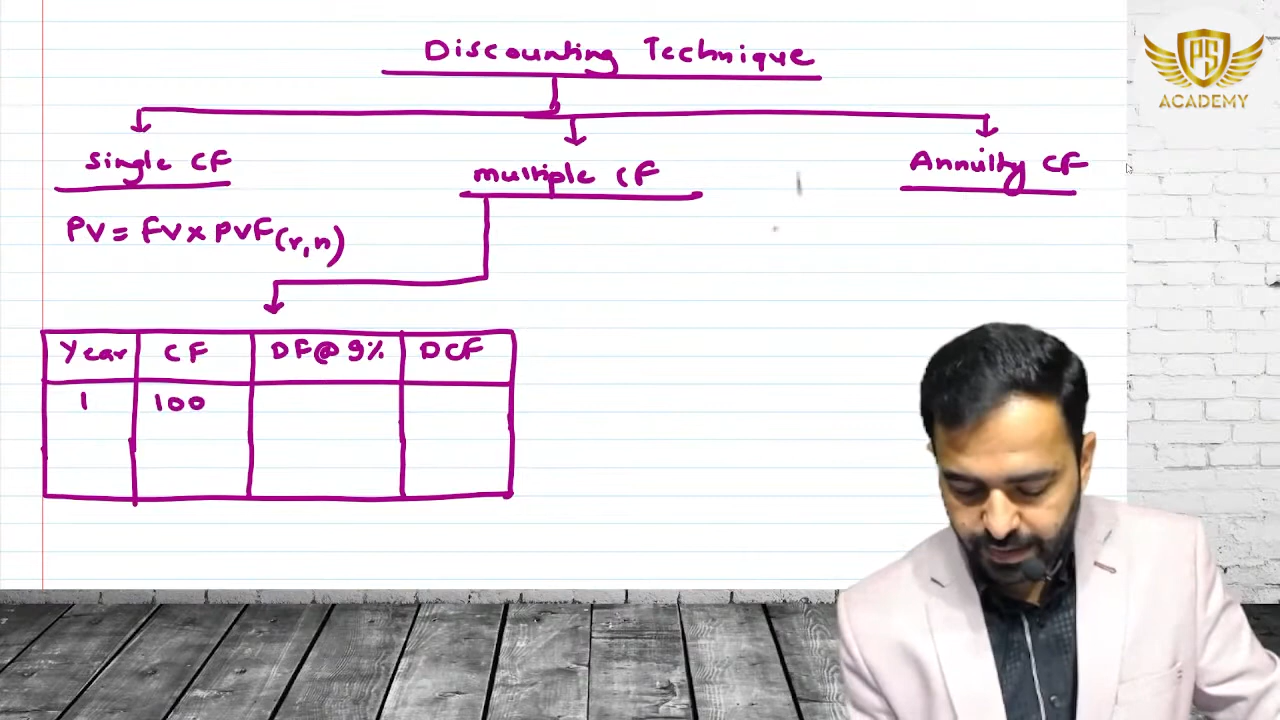 Discounting Technique
Single CF
multiple CF
Annuity CF
PV = FV x PVF(r,n)
Year CF DF@9% DCF
1 100
PS
ACADEMY